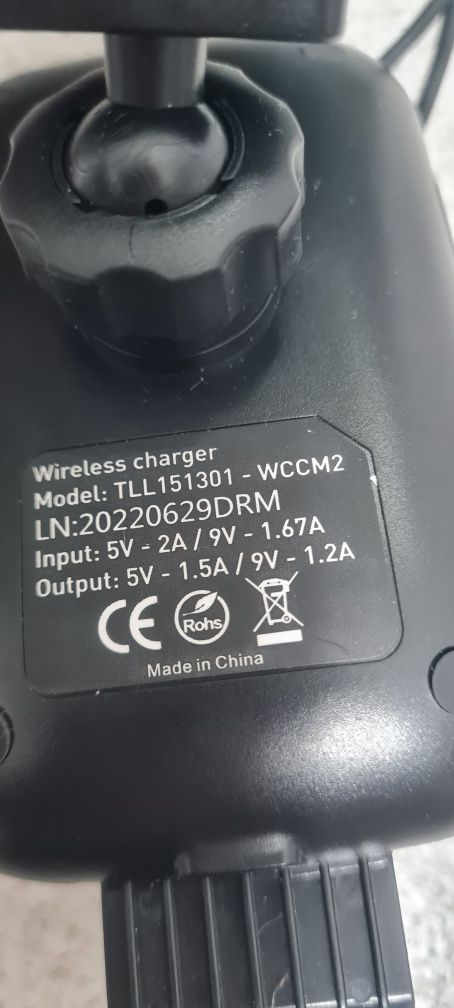 Wireless charger
Model: TLL151301 - WCCM2
LN:20220629DRM
Input: 5V - 2A / 9V - 1.67A
Output: 5V - 1.5A / 9V - 1.2A
CE Rohs
Made in China